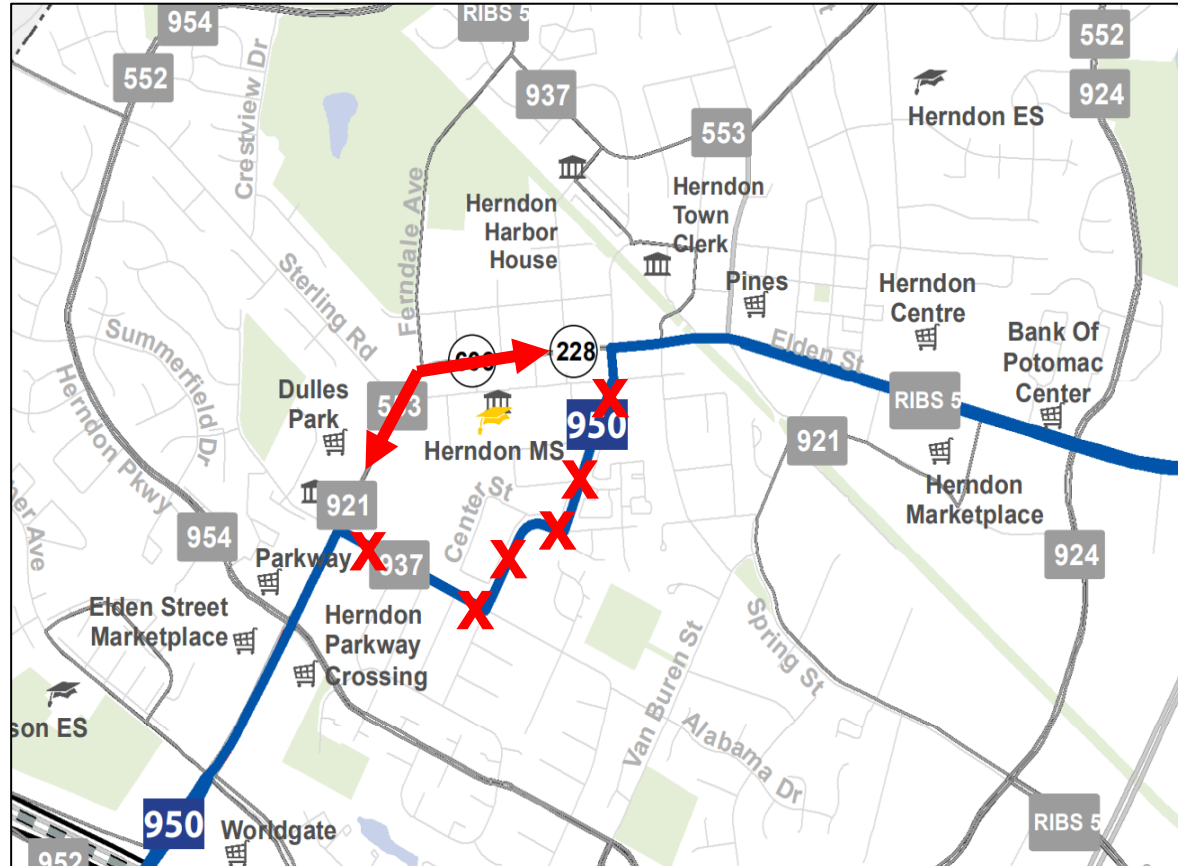 954
RIBS 5
552
552
Crestview Dr
937
924
553
Herndon ES
Ferndale Ave
Herndon
Harbor
House
Herndon
Town
Clerk
Sterling Rd
Pines
Herndon
Centre
Bank Of
Potomac
Center
Summerfield Dr
Herndon Pkwy
228
Elden St
Dulles
Park
553
RIBS 5
950
Herndon MS
921
Center St
Herndon
Marketplace
921
954
Parkway
937
924
Elden Street
Marketplace
Herndon
Parkway
Crossing
Spring St
Van Buren St
Alabama Dr
son ES
Ave
950
Worldgate
RIBS 5
952
X
X
X
X
X
X